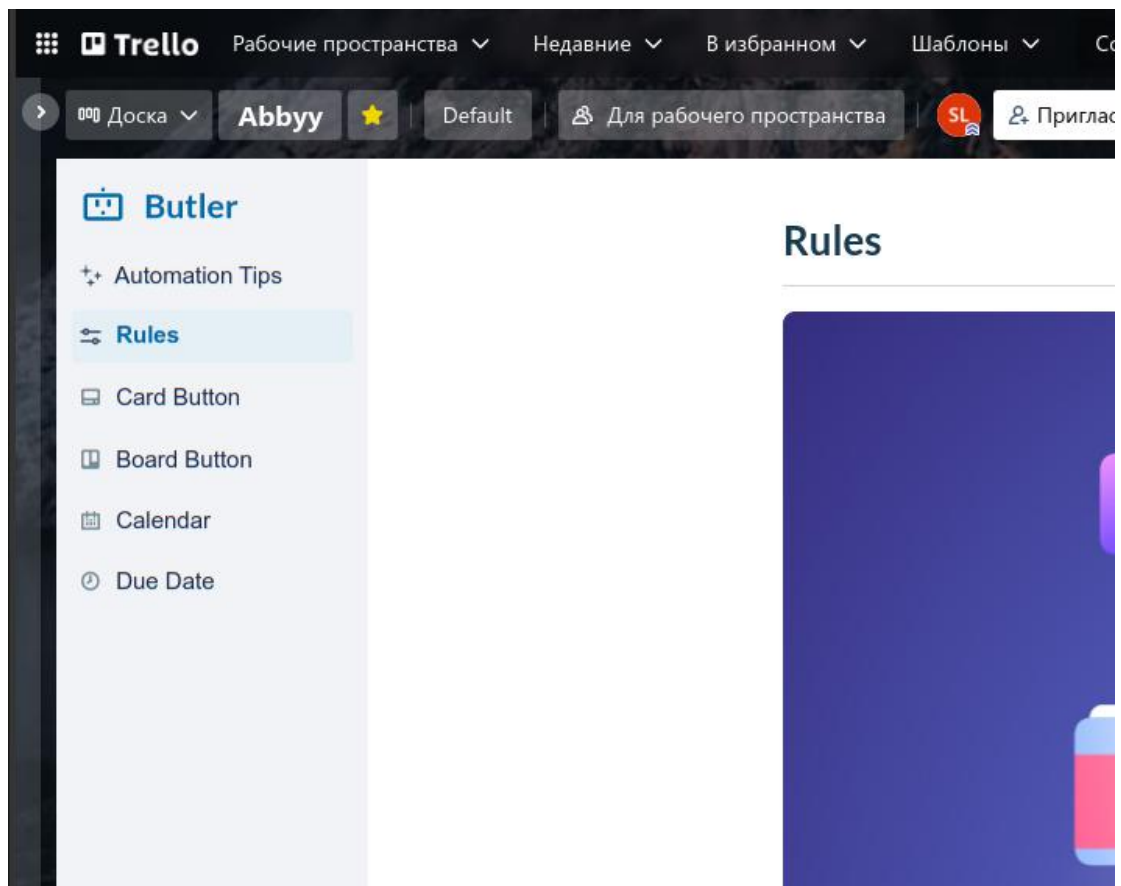 Trello Рабочие пространства Недавние В избранном Шаблоны
Доска Abbyy Default Для рабочего пространства SL Приглас
Butler
Rules
Automation Tips
Rules
Card Button
Board Button
Calendar
Due Date